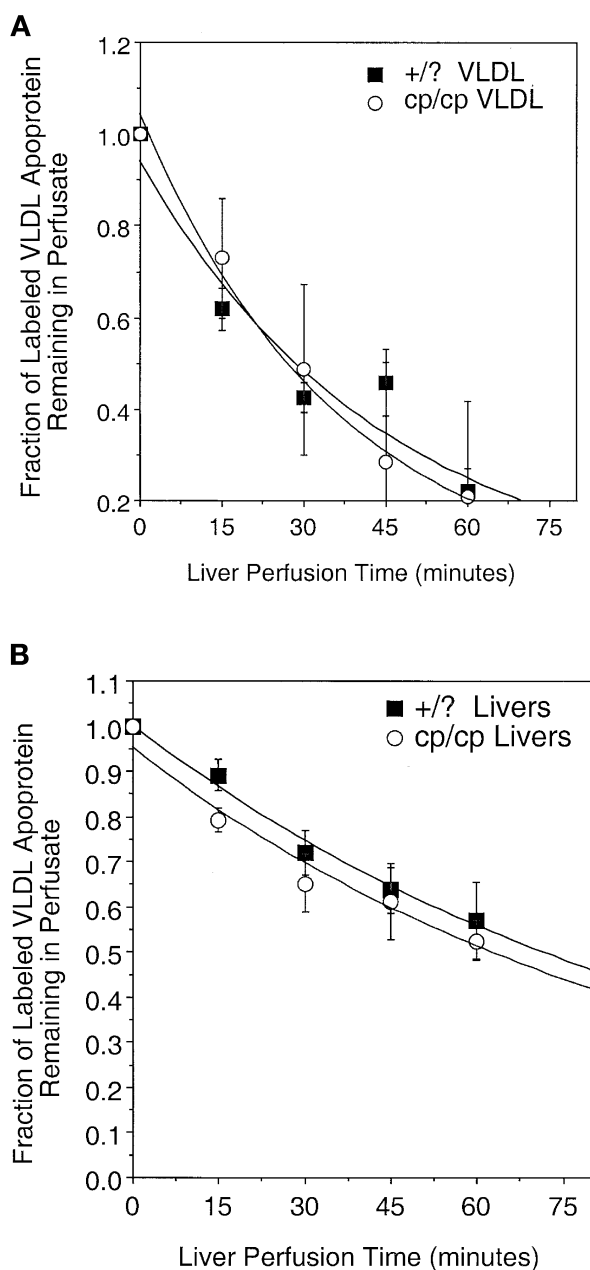 A
Fraction of Labeled VLDL Apoprotein
Remaining in Perfusate
1.2
1.0
0.8
0.6
0.4
0.2
+/? VLDL
cp/cp VLDL
0 15 30 45 60 75
Liver Perfusion Time (minutes)
B
Fraction of Labeled VLDL Apoprotein
Remaining in Perfusate
1.1
1.0
0.9
0.8
0.7
0.6
0.5
0.4
0.3
0.2
0.1
0.0
+/? Livers
cp/cp Livers
0 15 30 45 60 75
Liver Perfusion Time (minutes)